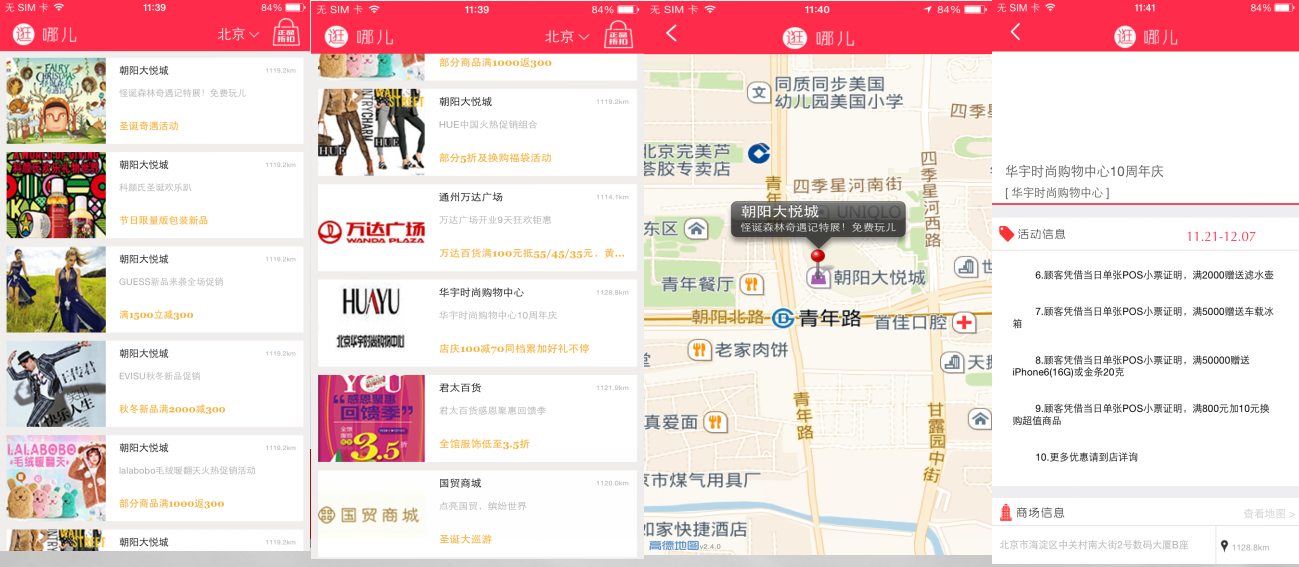 无 SIM 卡
11:39
84%
逛
哪儿
北京
正品
折扣
FAIRY
CHRISTMAS
朝阳大悦城
1119.2km
怪诞森林奇遇记特展！免费玩儿
圣诞奇遇活动
A WORLD OF GIVING
朝阳大悦城
1119.2km
科颜氏圣诞欢乐趴
节日限量版包装新品
朝阳大悦城
1119.2km
GUESS新品来袭全场促销
满1500立减300
朝阳大悦城
1119.2km
EVISU秋冬新品促销
秋冬新品满2000减300
LALABOBO
毛绒暖翻天
朝阳大悦城
1119.2km
lalabobo毛绒暖翻天火热促销活动
部分商品满1000返300
朝阳大悦城
1119.2km
无 SIM 卡
11:39
84%
逛
哪儿
北京
正品
折扣
部分商品满1000返300
WALL
STREET
HUE
HUE
朝阳大悦城
1119.2km
HUE中国火热促销组合
部分5折及换购福袋活动
万达广场
WANDA PLAZA
通州万达广场
1114.1km
万达广场开业9天狂欢钜惠
万达百货满100元抵55/45/35元，黄...
HUAYU
北京华宇时尚购物中心
华宇时尚购物中心
1128.8km
华宇时尚购物中心10周年庆
店庆100减70同档累加好礼不停
YOU
感恩聚惠
回馈季
3.5折
君太百货
1121.9km
君太百货感恩聚惠回馈季
全馆服饰低至3.5折
国贸商城
国贸商城
1120.0km
点亮国贸，缤纷世界
圣诞大巡游
无 SIM 卡
11:40
84%
逛
哪儿
文
同质同步美国
幼儿园美国小学
四季星
北京完美芦
荟胶专卖店
四季星河西路
青年
四季星河南街
UNIQLO
朝阳大悦城
怪诞森林奇遇记特展！免费玩儿
东区
朝阳大悦城
世
青年餐厅
朝阳北路
青年路
首佳口腔
老家肉饼
天
青年路
甘露园中街
真爱面
京市煤气用具厂
如家快捷酒店
高德地图
v2.4.0
无 SIM 卡
11:41
84%
逛
哪儿
华宇时尚购物中心10周年庆
[ 华宇时尚购物中心 ]
活动信息
11.21-12.07
6.顾客凭借当日单张POS小票证明，满2000赠送滤水壶
7.顾客凭借当日单张POS小票证明，满5000赠送车载冰
箱
8.顾客凭借当日单张POS小票证明，满50000赠送
iPhone6(16G)或金条20克
9.顾客凭借当日单张POS小票证明，满800元加10元换
购超值商品
10.更多优惠请到店详询
商场信息
查看地图 >
北京市海淀区中关村南大街2号数码大厦B座
1128.8km